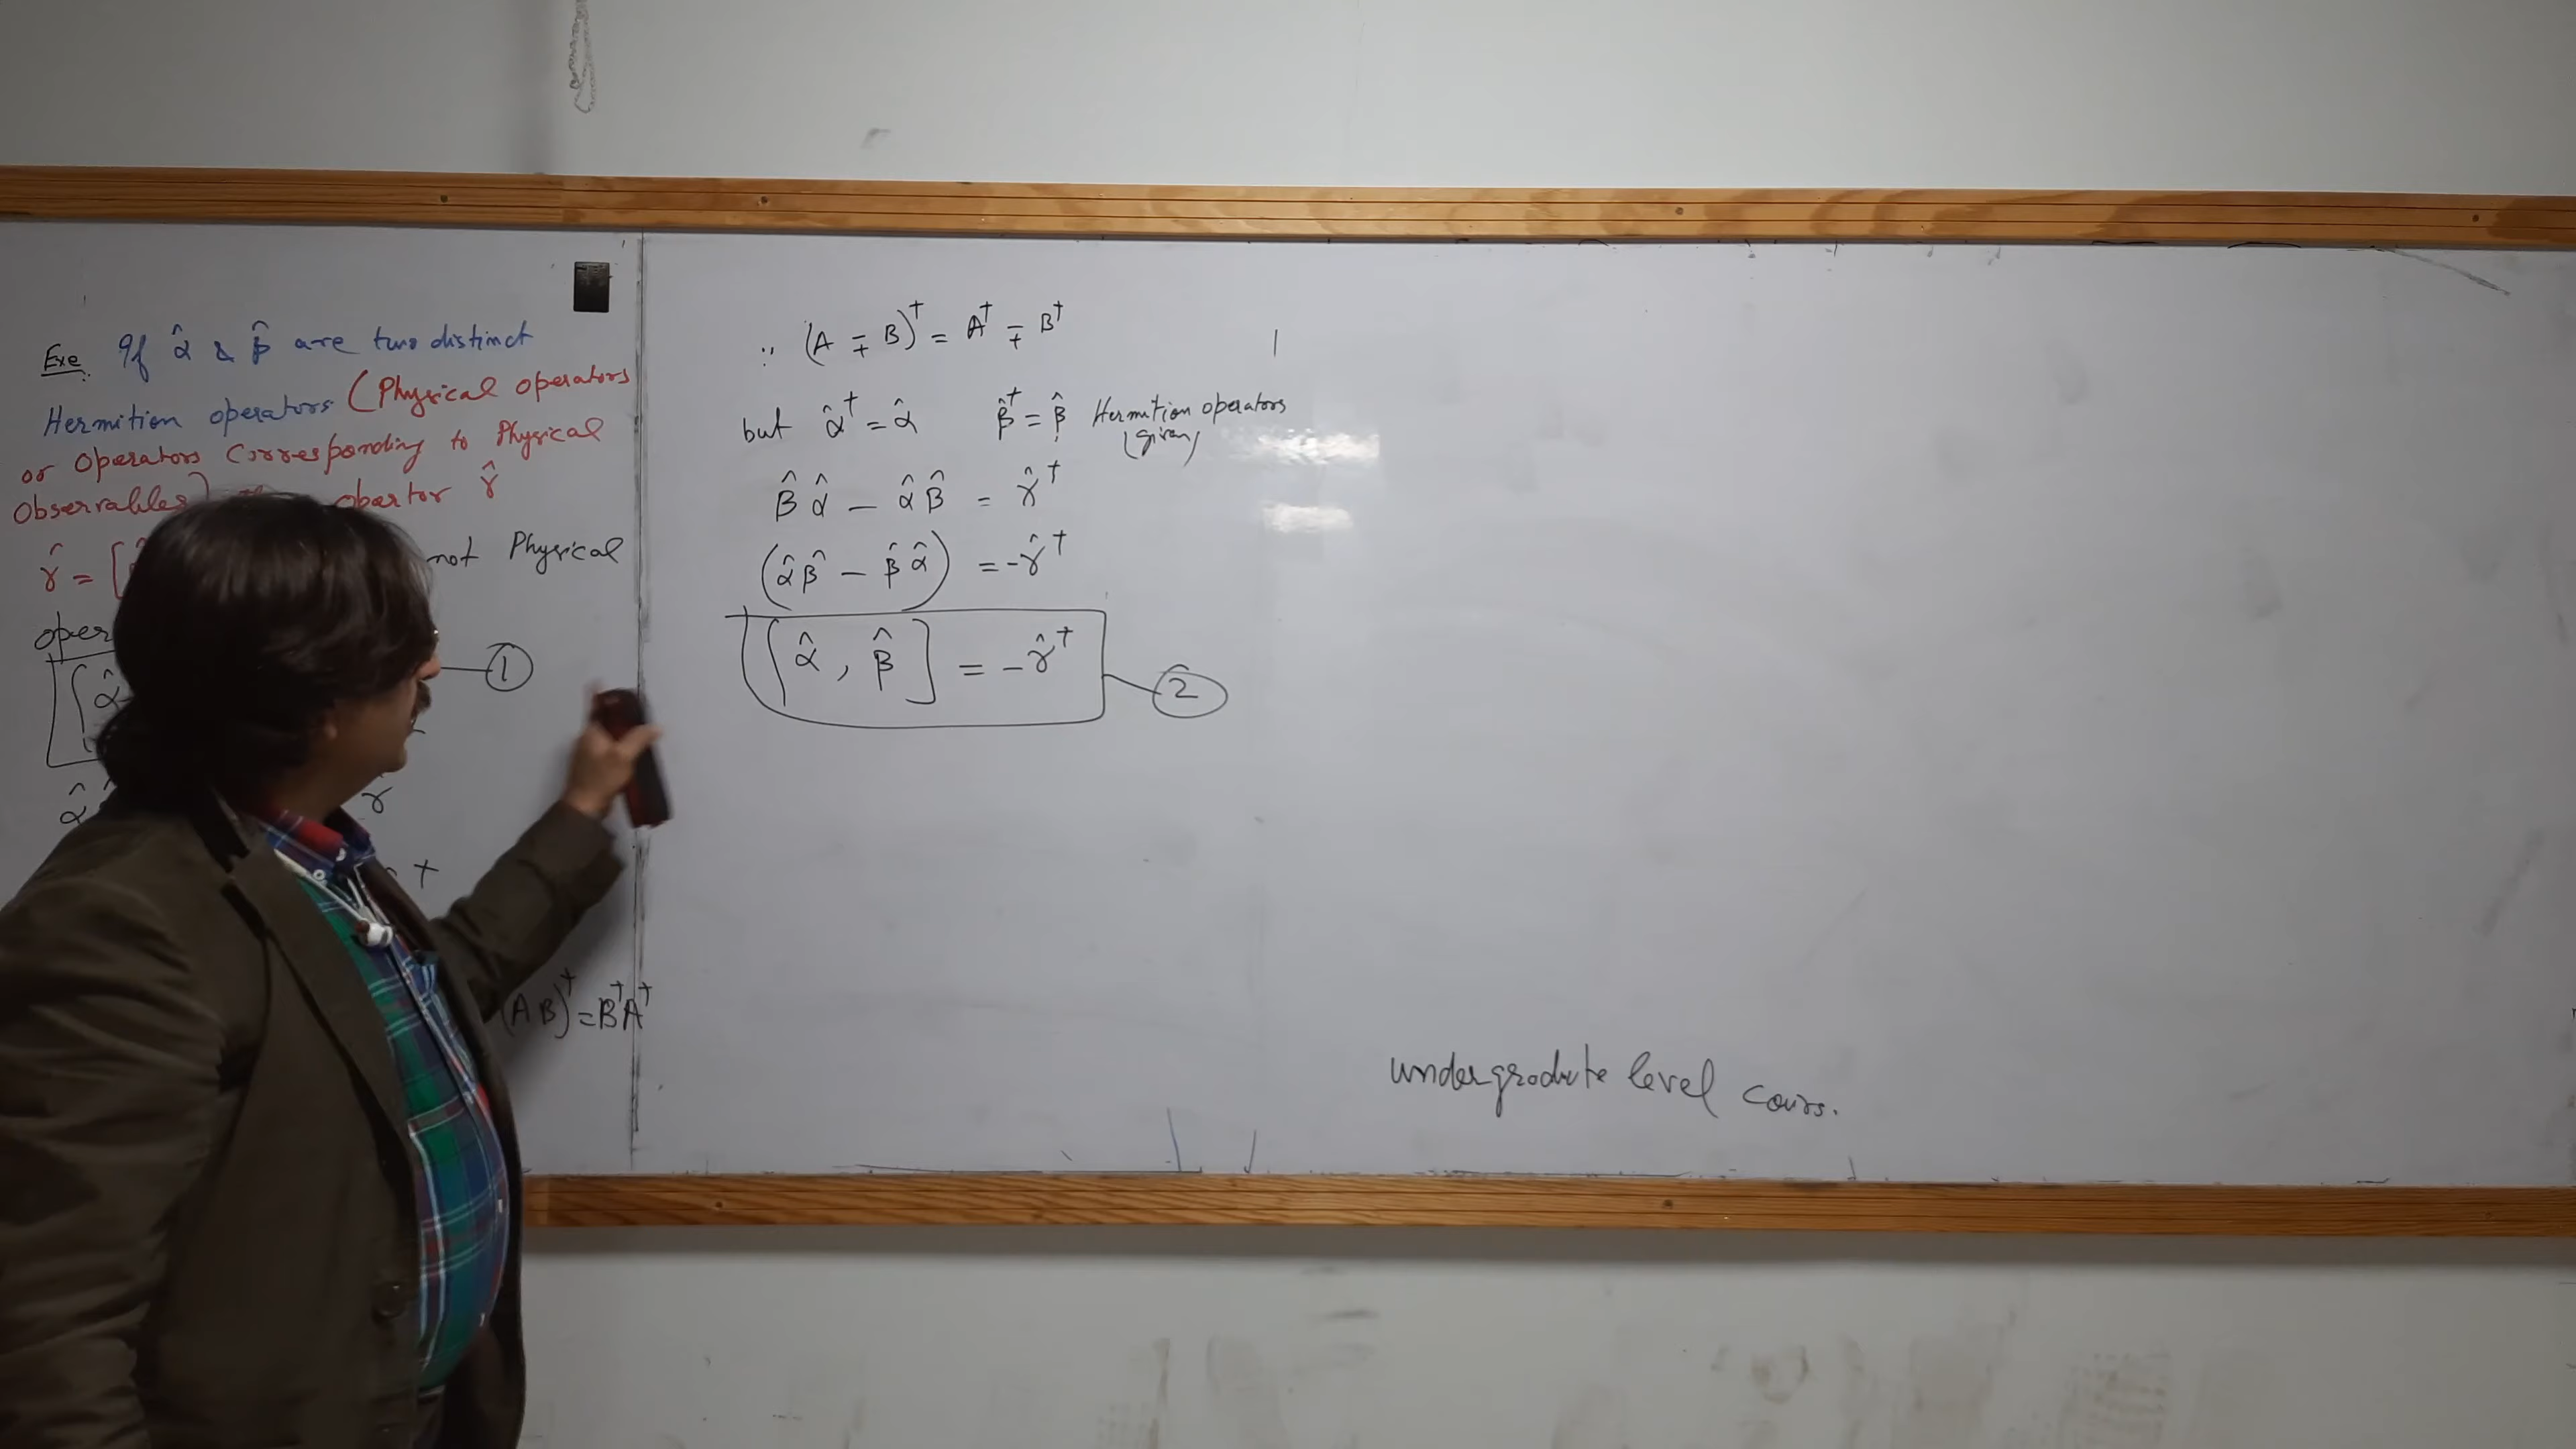 Exe If α̂ & β̂ are two distinct
Hermition operators (Physical operators
or Operators Corresponding to Physical
Observables) obartor γ̂
γ̂ = [ not Physical
oper
[α̂ ①
α̂ γ
†
(AB)† = B†A†
∵ (A ∓ B)† = A† ∓ B†
but α̂† = α̂ β̂† = β̂ Hermition operators
(given)
β̂ α̂ – α̂ β̂ = γ̂†
(α̂ β̂ – β̂ α̂) = -γ̂†
[α̂ , β̂] = -γ̂† ②
undergradute level cours.